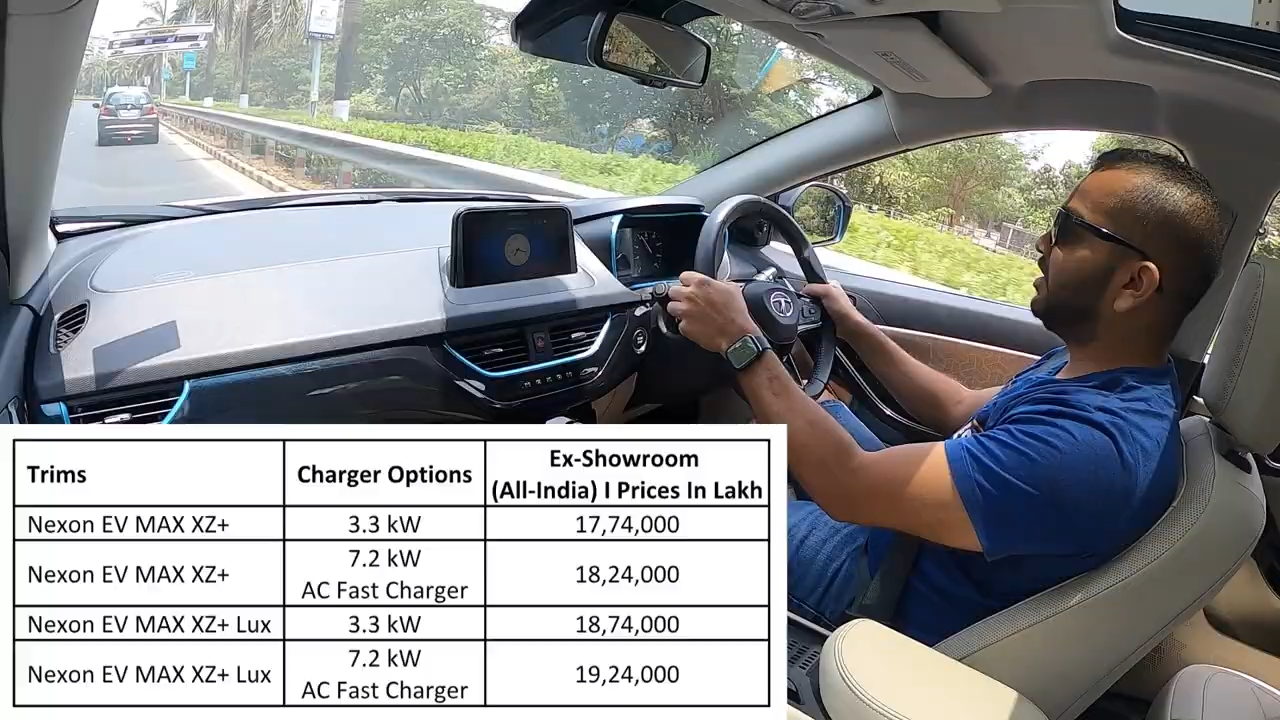 Trims
Charger Options
Ex-Showroom
(All-India) I Prices In Lakh
Nexon EV MAX XZ+
3.3 kW
17,74,000
Nexon EV MAX XZ+
7.2 kW
AC Fast Charger
18,24,000
Nexon EV MAX XZ+ Lux
3.3 kW
18,74,000
Nexon EV MAX XZ+ Lux
7.2 kW
AC Fast Charger
19,24,000